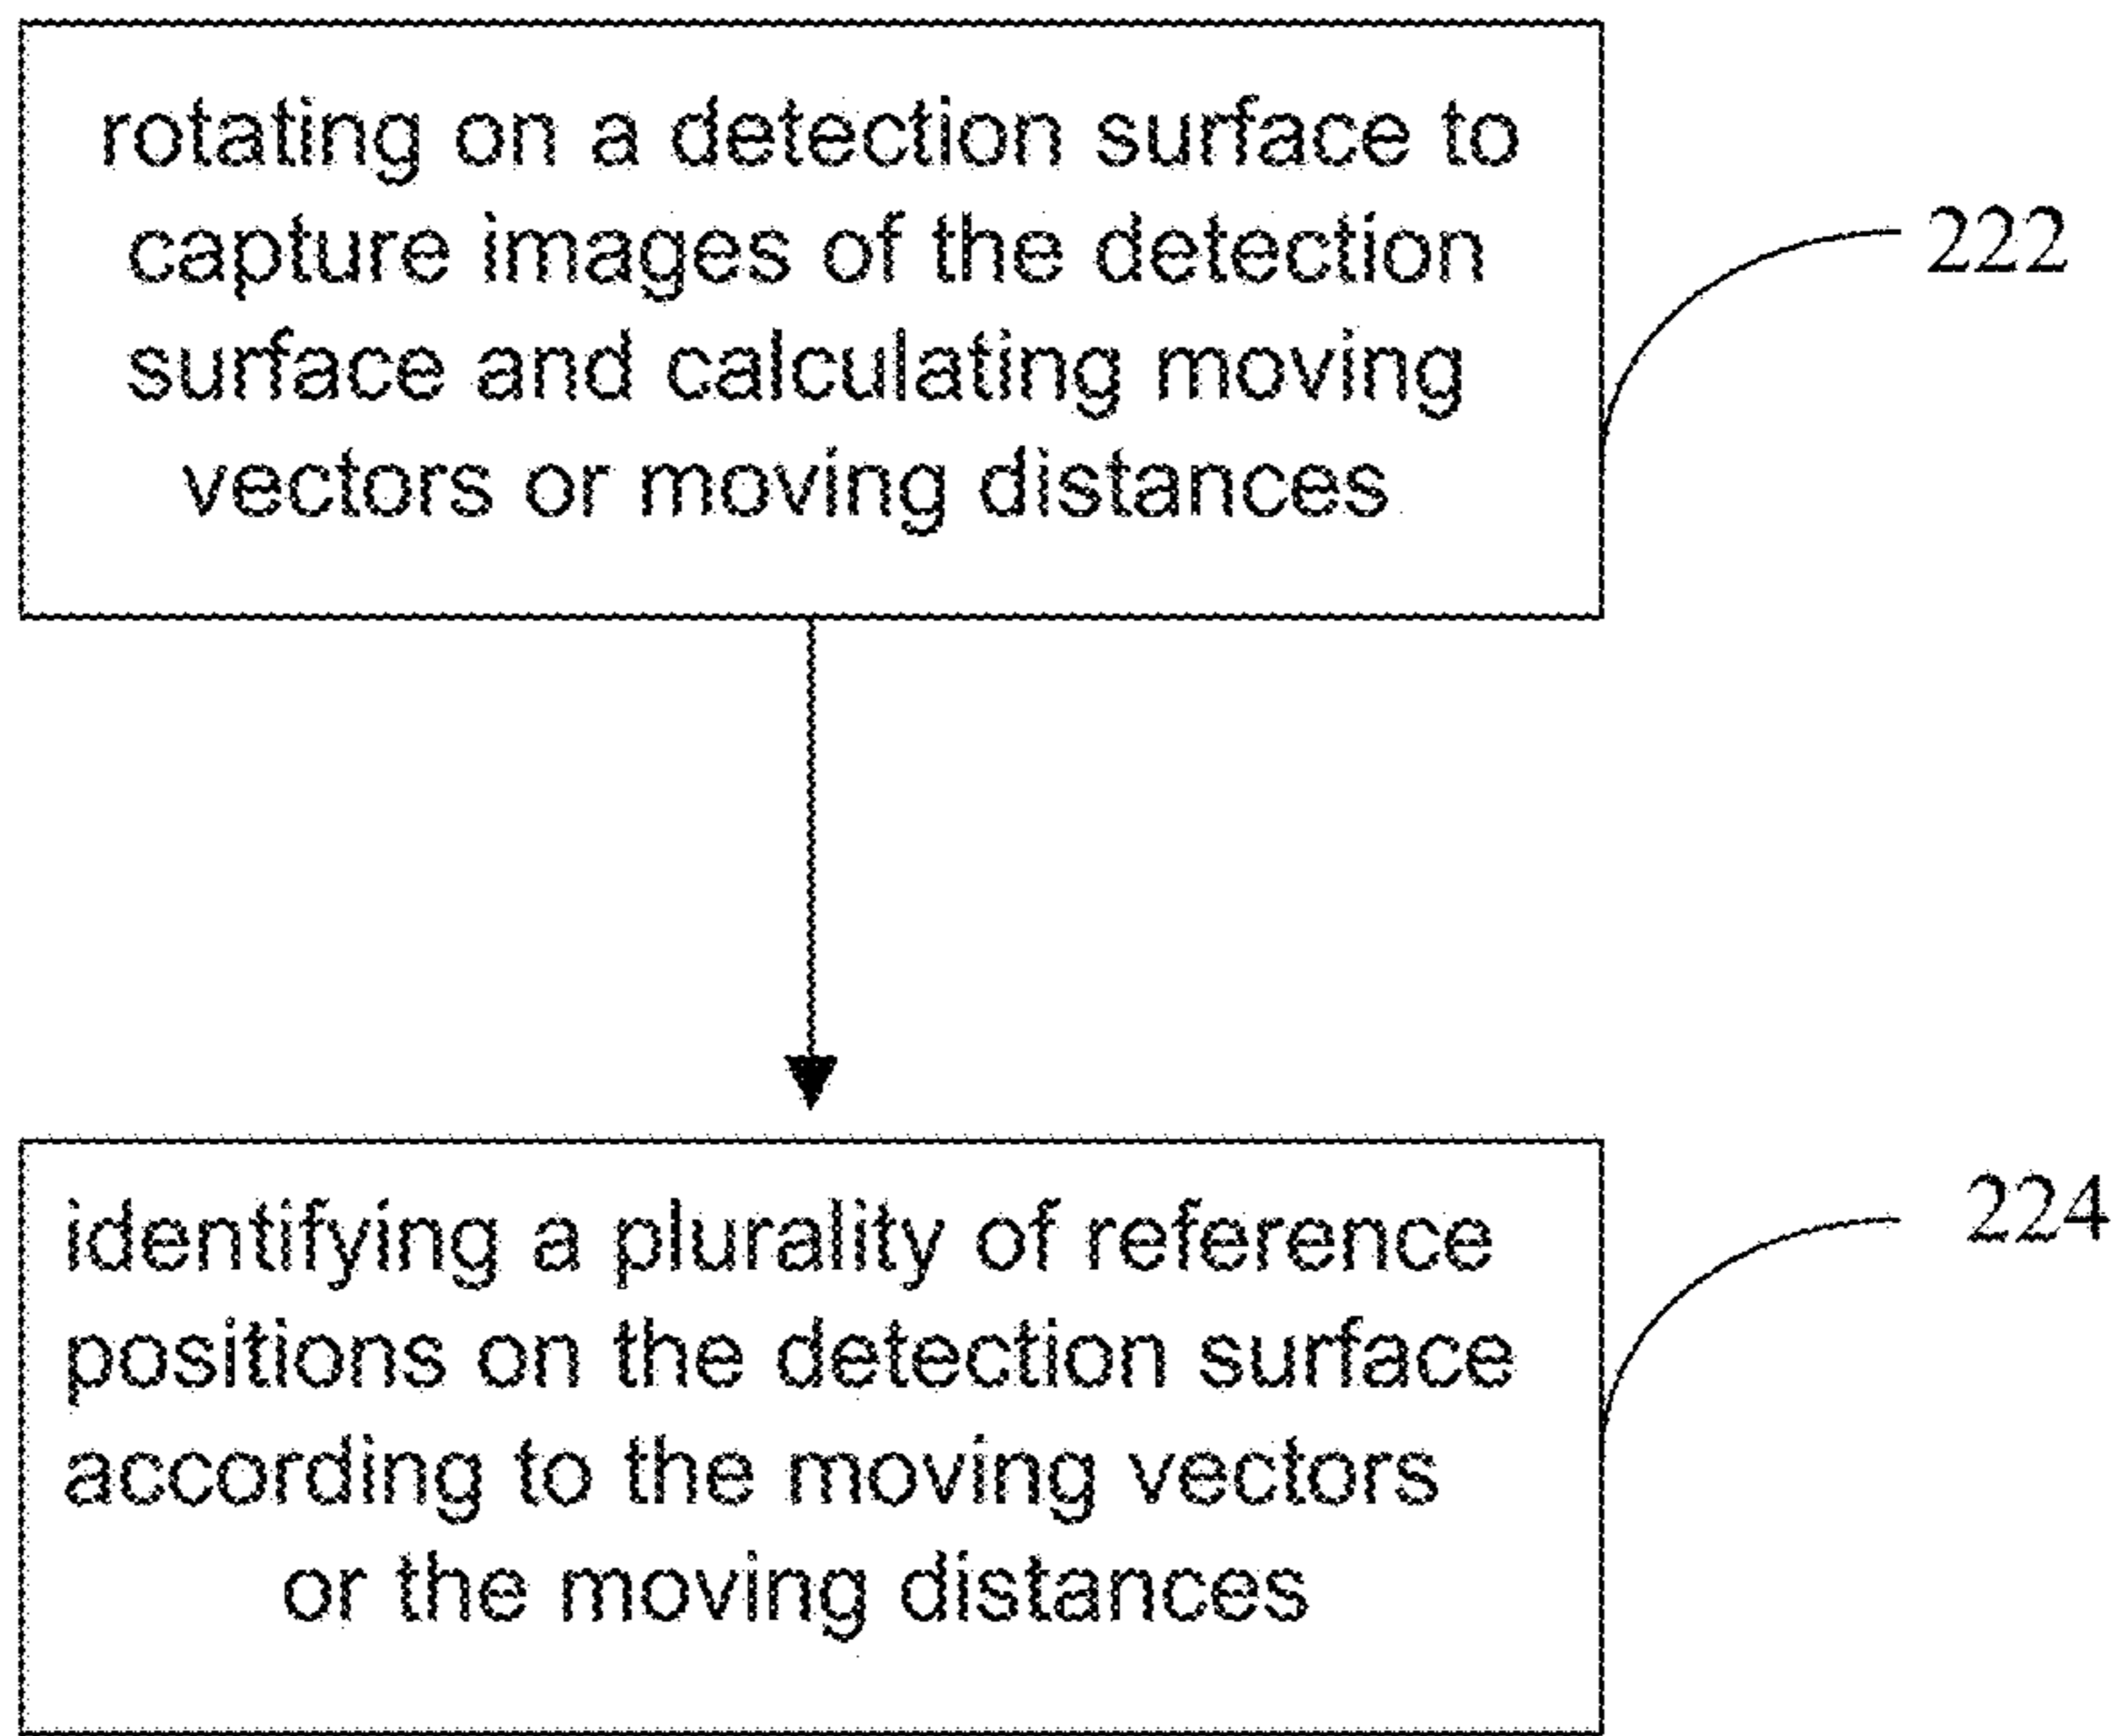 rotating on a detection surface to
capture images of the detection
surface and calculating moving
vectors or moving distances
222
identifying a plurality of reference
positions on the detection surface
according to the moving vectors
or the moving distances
224